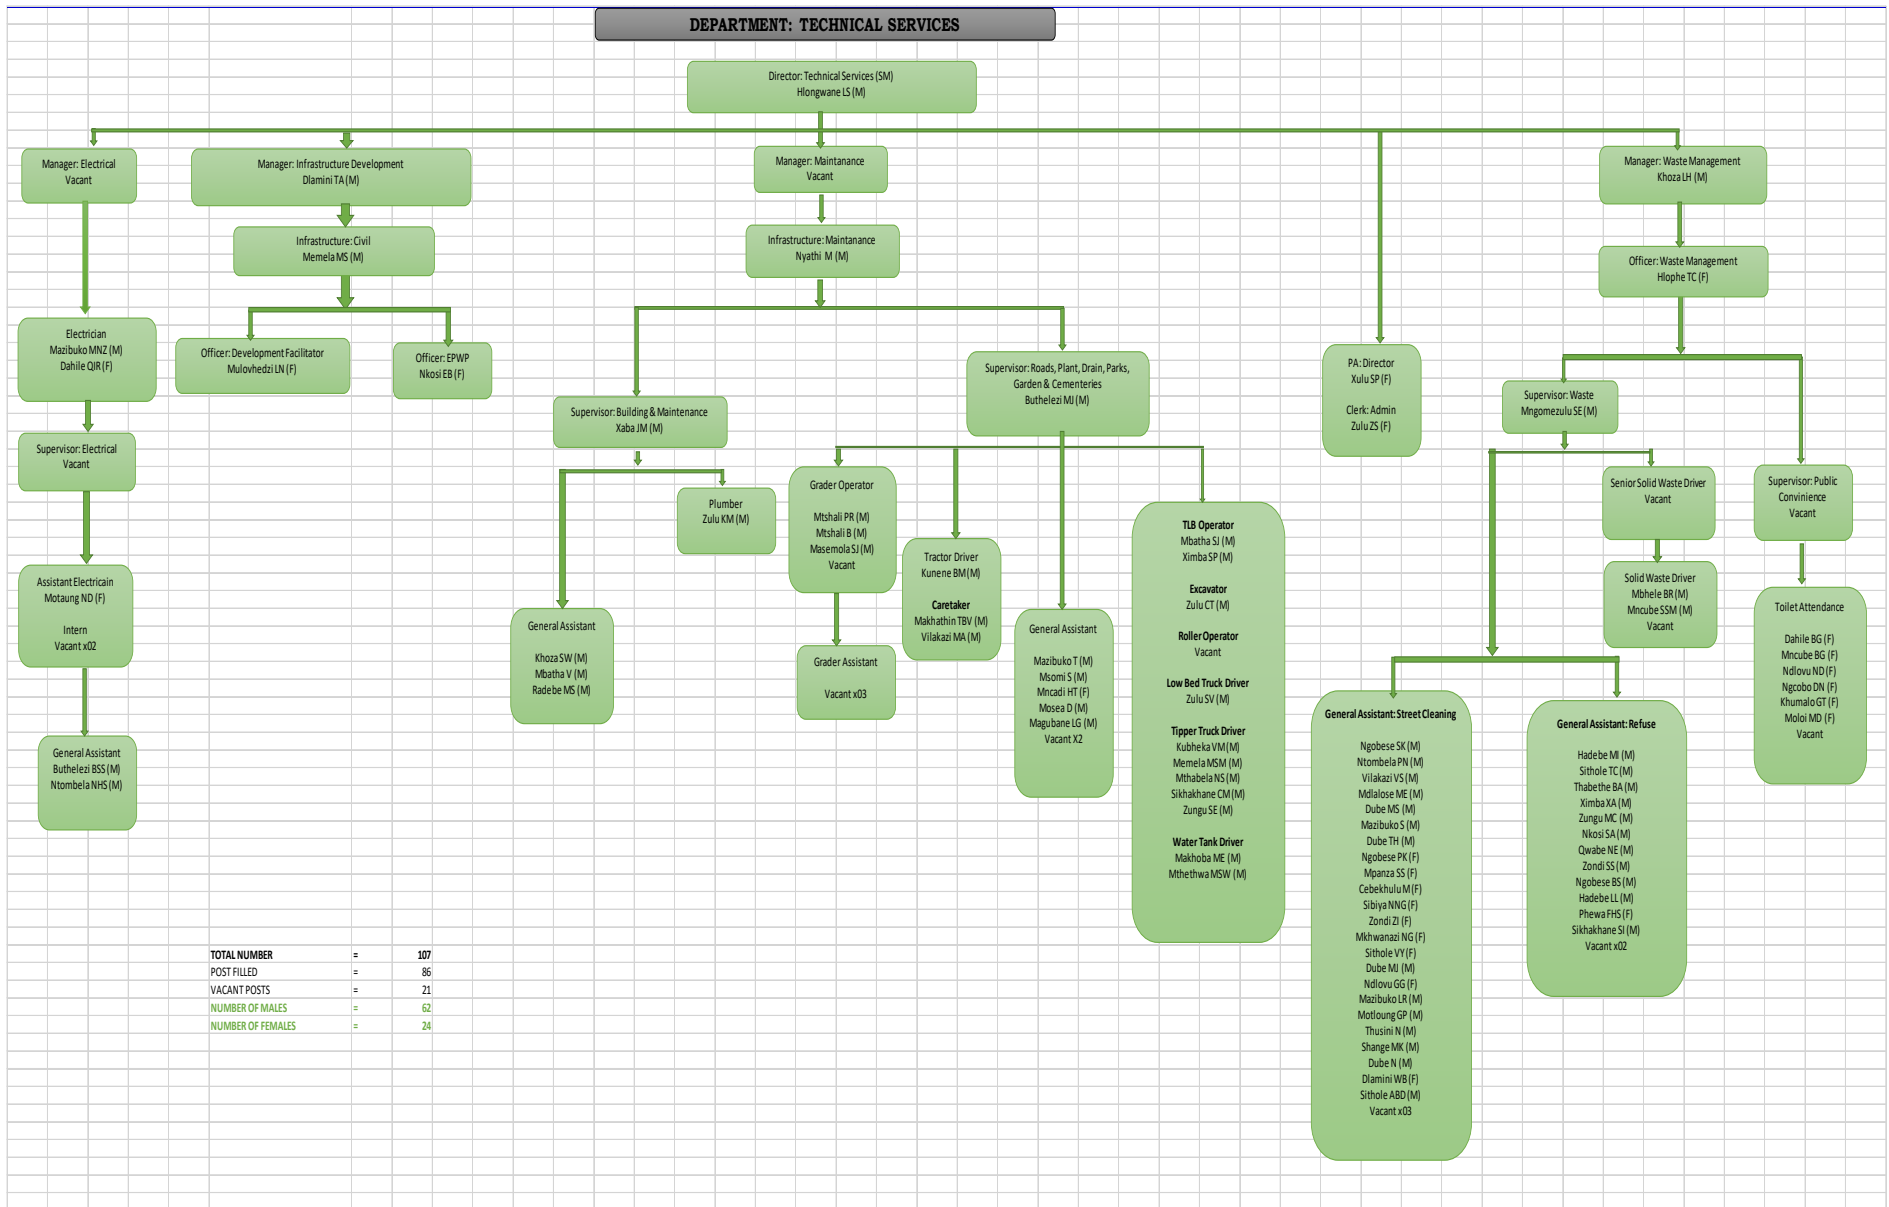 DEPARTMENT: TECHNICAL SERVICES
Director: Technical Services (SM)
Hlongwane LS (M)
Manager: Electrical
Vacant
Manager: Infrastructure Development
Dlamini TA (M)
Manager: Maintanance
Vacant
Manager: Waste Management
Khoza LH (M)
Infrastructure: Civil
Memela MS (M)
Infrastructure: Maintanance
Nyathi M (M)
Officer: Waste Management
Hlophe TC (F)
Electrician
Mazibuko MNZ (M)
Dahile QIR (F)
Officer: Development Facilitator
Mulovhedzi LN (F)
Officer: EPWP
Nkosi EB (F)
Supervisor: Roads, Plant, Drain, Parks,
Garden & Cementeries
Buthelezi MJ (M)
PA: Director
Xulu SP (F)
Clerk: Admin
Zulu ZS (F)
Supervisor: Waste
Mngomezulu SE (M)
Supervisor: Building & Maintenance
Xaba JM (M)
Supervisor: Electrical
Vacant
Plumber
Zulu KM (M)
Grader Operator
Mtshali PR (M)
Mtshali B (M)
Masemola SJ (M)
Vacant
Senior Solid Waste Driver
Vacant
Supervisor: Public
Convinience
Vacant
Tractor Driver
Kunene BM (M)
Caretaker
Makhathin TBV (M)
Vilakazi MA (M)
TLB Operator
Mbatha SJ (M)
Ximba SP (M)
Excavator
Zulu CT (M)
Roller Operator
Vacant
Low Bed Truck Driver
Zulu SV (M)
Tipper Truck Driver
Kubheka VM (M)
Memela MSM (M)
Mthabela NS (M)
Sikhakhane CM (M)
Zungu SE (M)
Water Tank Driver
Makhoba ME (M)
Mthethwa MSW (M)
Assistant Electricain
Motaung ND (F)
Intern
Vacant x02
Solid Waste Driver
Mbhele BR (M)
Mncube SSM (M)
Vacant
Toilet Attendance
Dahile BG (F)
Mncube BG (F)
Ndlovu ND (F)
Ngcobo DN (F)
Khumalo GT (F)
Moloi MD (F)
Vacant
General Assistant
Khoza SW (M)
Mbatha V (M)
Radebe MS (M)
Grader Assistant
Vacant x03
General Assistant
Mazibuko T (M)
Msomi S (M)
Mncadi HT (F)
Mosea D (M)
Magubane LG (M)
Vacant X2
General Assistant
Buthelezi BSS (M)
Ntombela NHS (M)
General Assistant: Street Cleaning
Ngobese SK (M)
Ntombela PN (M)
Vilakazi VS (M)
Mdlalose ME (M)
Dube MS (M)
Mazibuko S (M)
Dube TH (M)
Ngobese PK (F)
Mpanza SS (F)
Cebekhulu M (F)
Sibiya NNG (F)
Zondi ZI (F)
Mkhwanazi NG (F)
Sithole VY (F)
Dube MJ (M)
Ndlovu GG (F)
Mazibuko LR (M)
Motloung GP (M)
Thusini N (M)
Shange MK (M)
Dube N (M)
Dlamini WB (F)
Sithole ABD (M)
Vacant x03
General Assistant: Refuse
Hadebe MI (M)
Sithole TC (M)
Thabethe BA (M)
Ximba XA (M)
Zungu MC (M)
Nkosi SA (M)
Qwabe NE (M)
Zondi SS (M)
Ngobese BS (M)
Hadebe LL (M)
Phewa FHS (F)
Sikhakhane SI (M)
Vacant x02
TOTAL NUMBER = 107
POST FILLED = 86
VACANT POSTS = 21
NUMBER OF MALES = 62
NUMBER OF FEMALES = 24